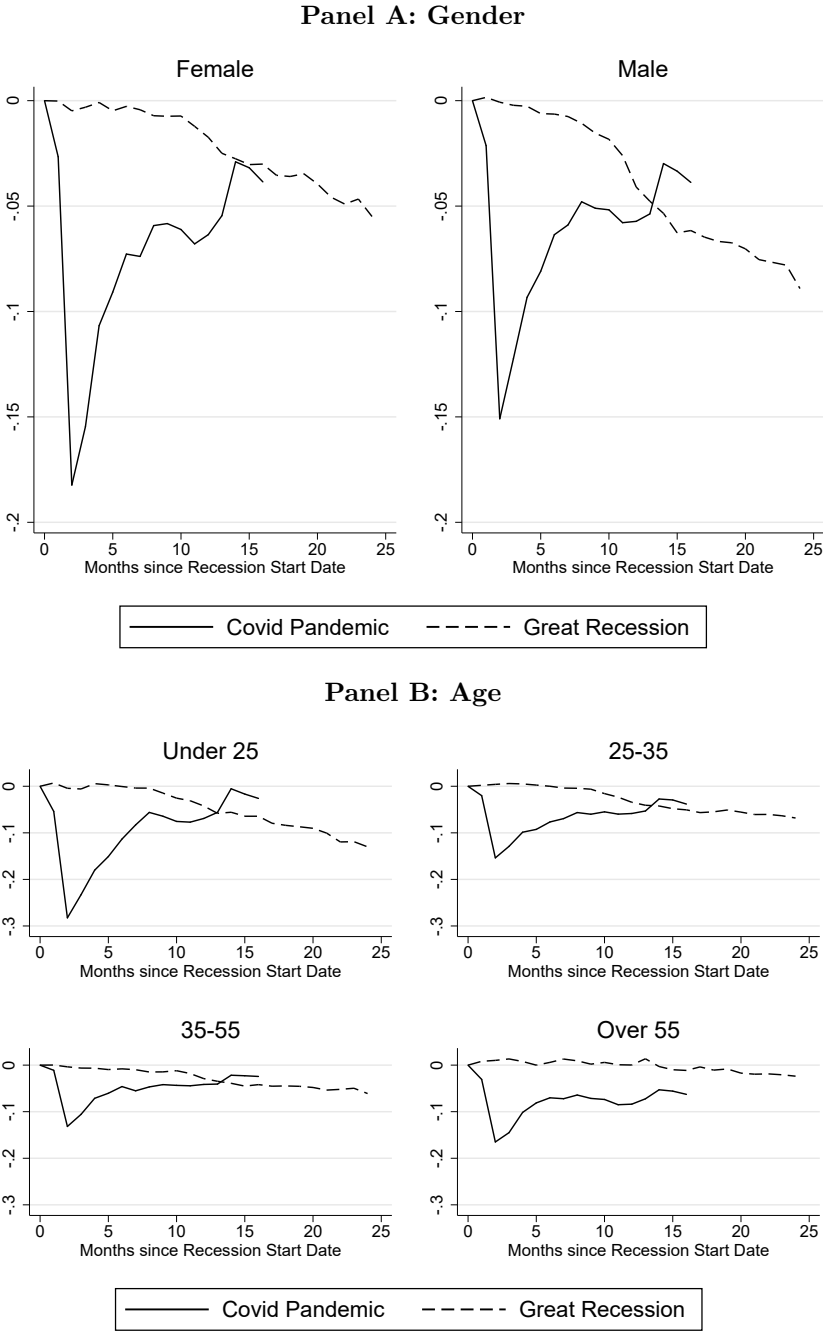 Panel A: Gender
Female
Male
0
-.05
-.1
-.15
-.2
0 5 10 15 20 25
Months since Recession Start Date
0
-.05
-.1
-.15
-.2
0 5 10 15 20 25
Months since Recession Start Date
Covid Pandemic
Great Recession
Panel B: Age
Under 25
25-35
0
-.1
-.2
-.3
0 5 10 15 20 25
Months since Recession Start Date
0
-.1
-.2
-.3
0 5 10 15 20 25
Months since Recession Start Date
35-55
Over 55
0
-.1
-.2
-.3
0 5 10 15 20 25
Months since Recession Start Date
0
-.1
-.2
-.3
0 5 10 15 20 25
Months since Recession Start Date
Covid Pandemic
Great Recession